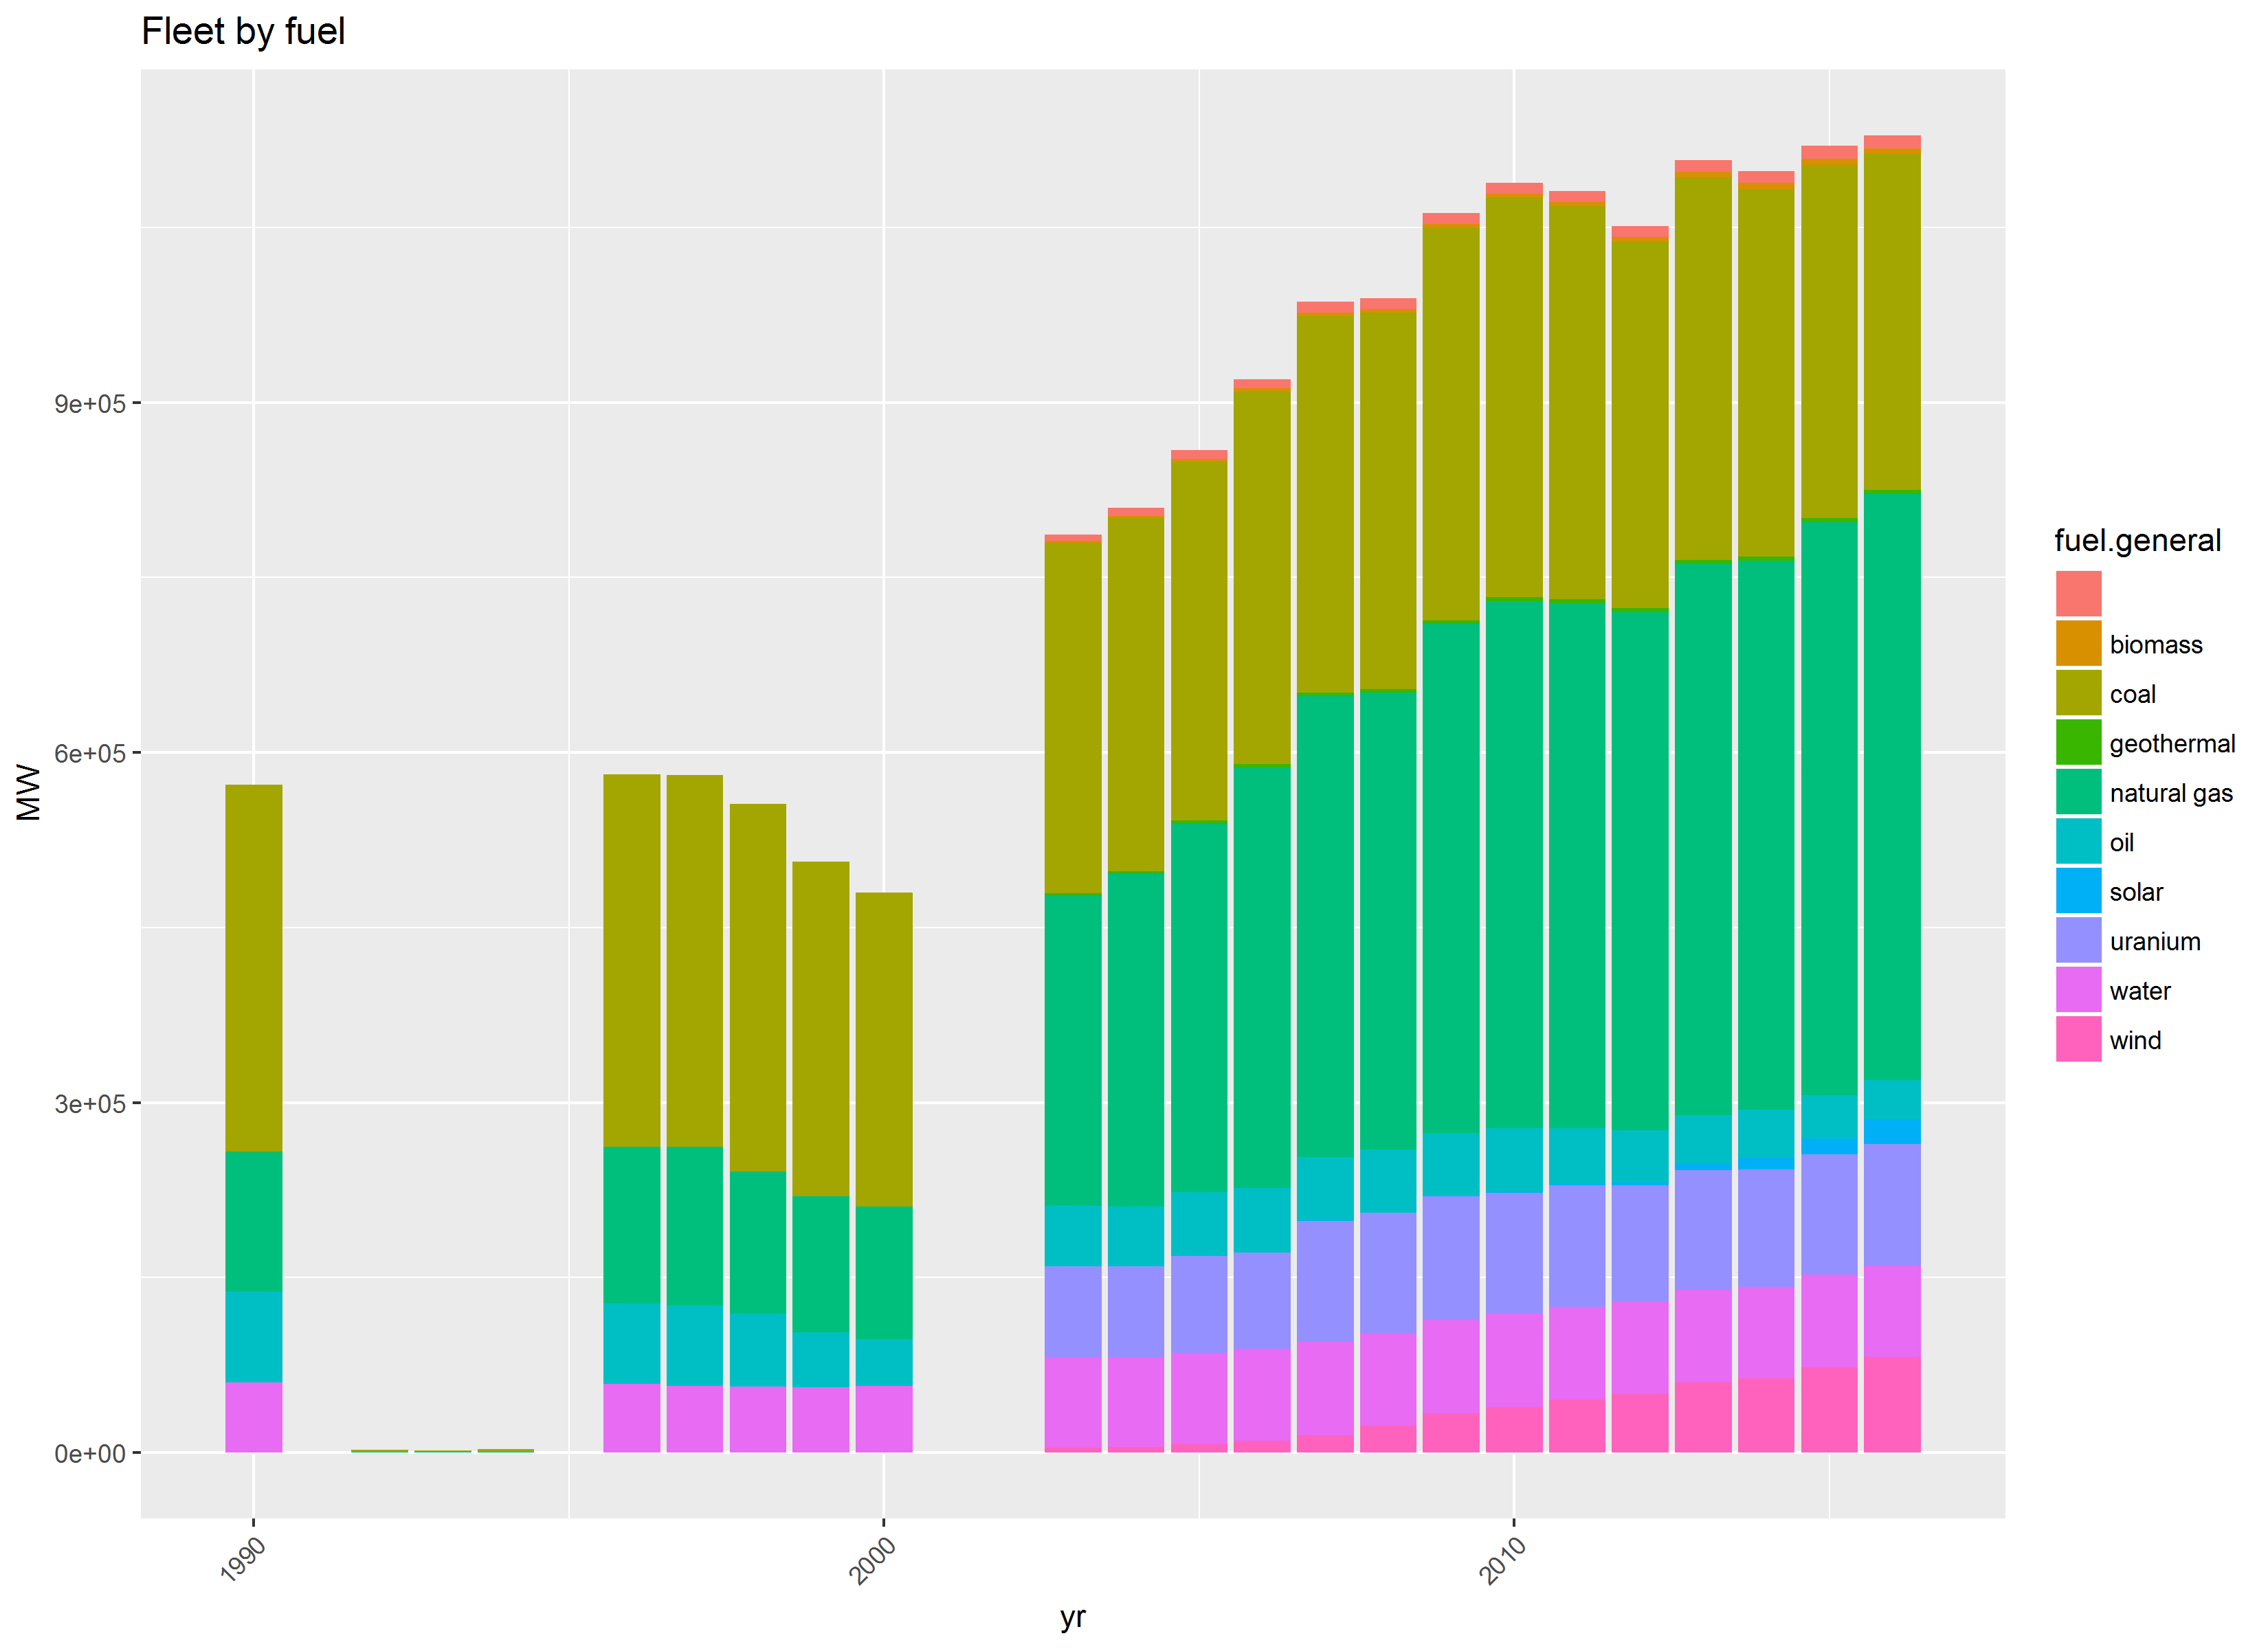 Fleet by fuel
MW
9e+05
6e+05
3e+05
0e+00
1990
2000
2010
yr
fuel.general
biomass
coal
geothermal
natural gas
oil
solar
uranium
water
wind